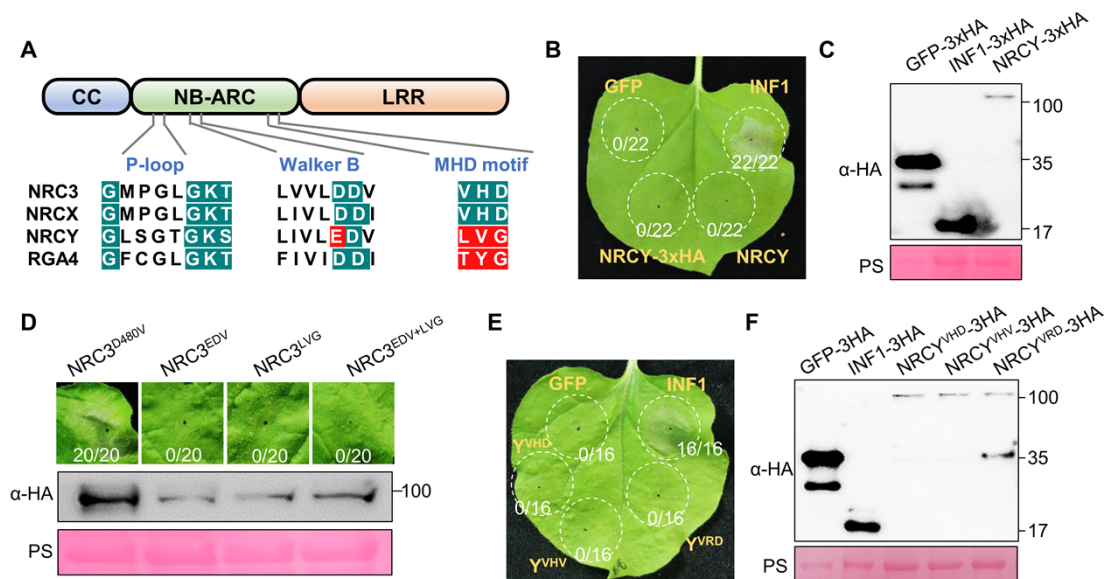 A
CC NB-ARC LRR
P-loop Walker B MHD motif
NRC3 GMPGLGKT LVVLDDV VHD
NRCX GMPGLGKT LIVLDDI VHD
NRCY GLSGTGKS LIVLEDV LVG
RGA4 GFCGLGKT FIVIDDI TYG
B
GFP INF1
0/22 22/22
0/22 0/22
NRCY-3xHA NRCY
C
GFP-3xHA INF1-3xHA NRCY-3xHA
100
α-HA 35
17
PS
D
NRC3D480V NRC3EDV NRC3LVG NRC3EDV+LVG
20/20 0/20 0/20 0/20
α-HA 100
PS
E
GFP INF1
YVHD 0/16 16/16
0/16 0/16
0/16 YVRD
YVHV
F
GFP-3HA INF1-3HA NRCYVHD-3HA NRCYVHV-3HA NRCYVRD-3HA
100
α-HA 35
17
PS